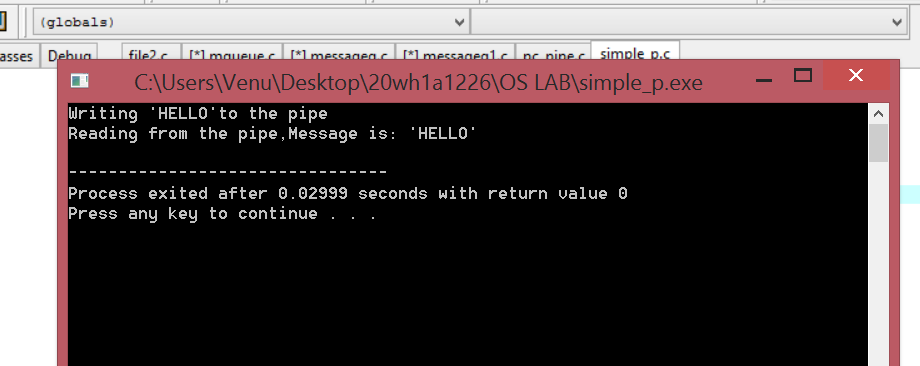 (globals)
asses Debug file2.c [*] mqueue.c [*] messageq.c [*] messageq1.c nc_pipe.c simple_p.c
C:\Users\Venu\Desktop\20wh1a1226\OS LAB\simple_p.exe
Writing 'HELLO'to the pipe
Reading from the pipe,Message is: 'HELLO'
--------------------------------
Process exited after 0.02999 seconds with return value 0
Press any key to continue . . .